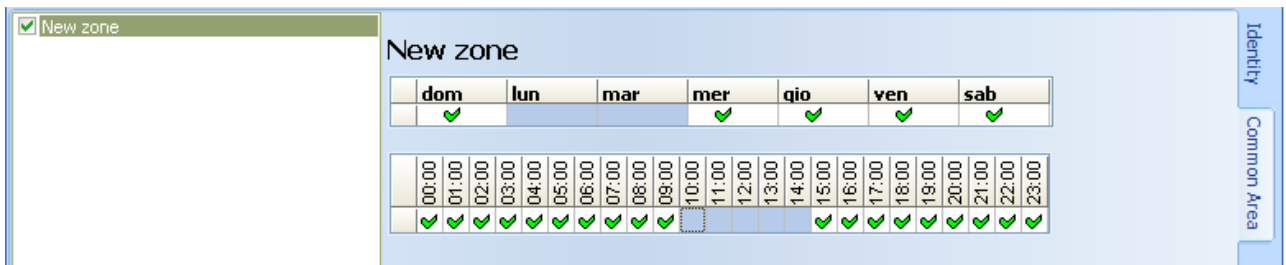 New zone
New zone
dom lun mar mer gio ven sab
00:00 01:00 02:00 03:00 04:00 05:00 06:00 07:00 08:00 09:00 10:00 11:00 12:00 13:00 14:00 15:00 16:00 17:00 18:00 19:00 20:00 21:00 22:00 23:00
Identity
Common Area